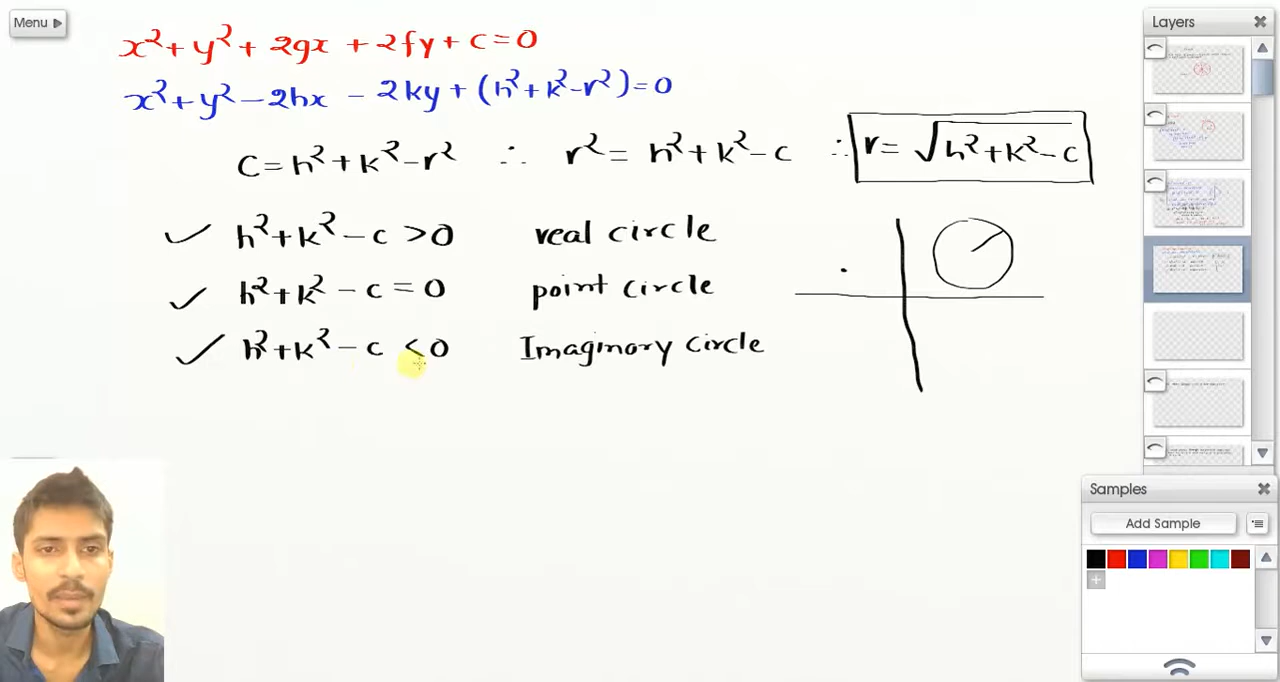 Menu
x²+y²+2gx+2fy+c=0
x²+y²-2hx-2ky+(h²+k²-r²)=0
C=h²+k²-r² ∴ r²=h²+k²-c ∴ r=√h²+k²-c
h²+k²-c>0 real circle
h²+k²-c=0 point circle
h²+k²-c<0 Imaginory circle
Layers
Samples
Add Sample